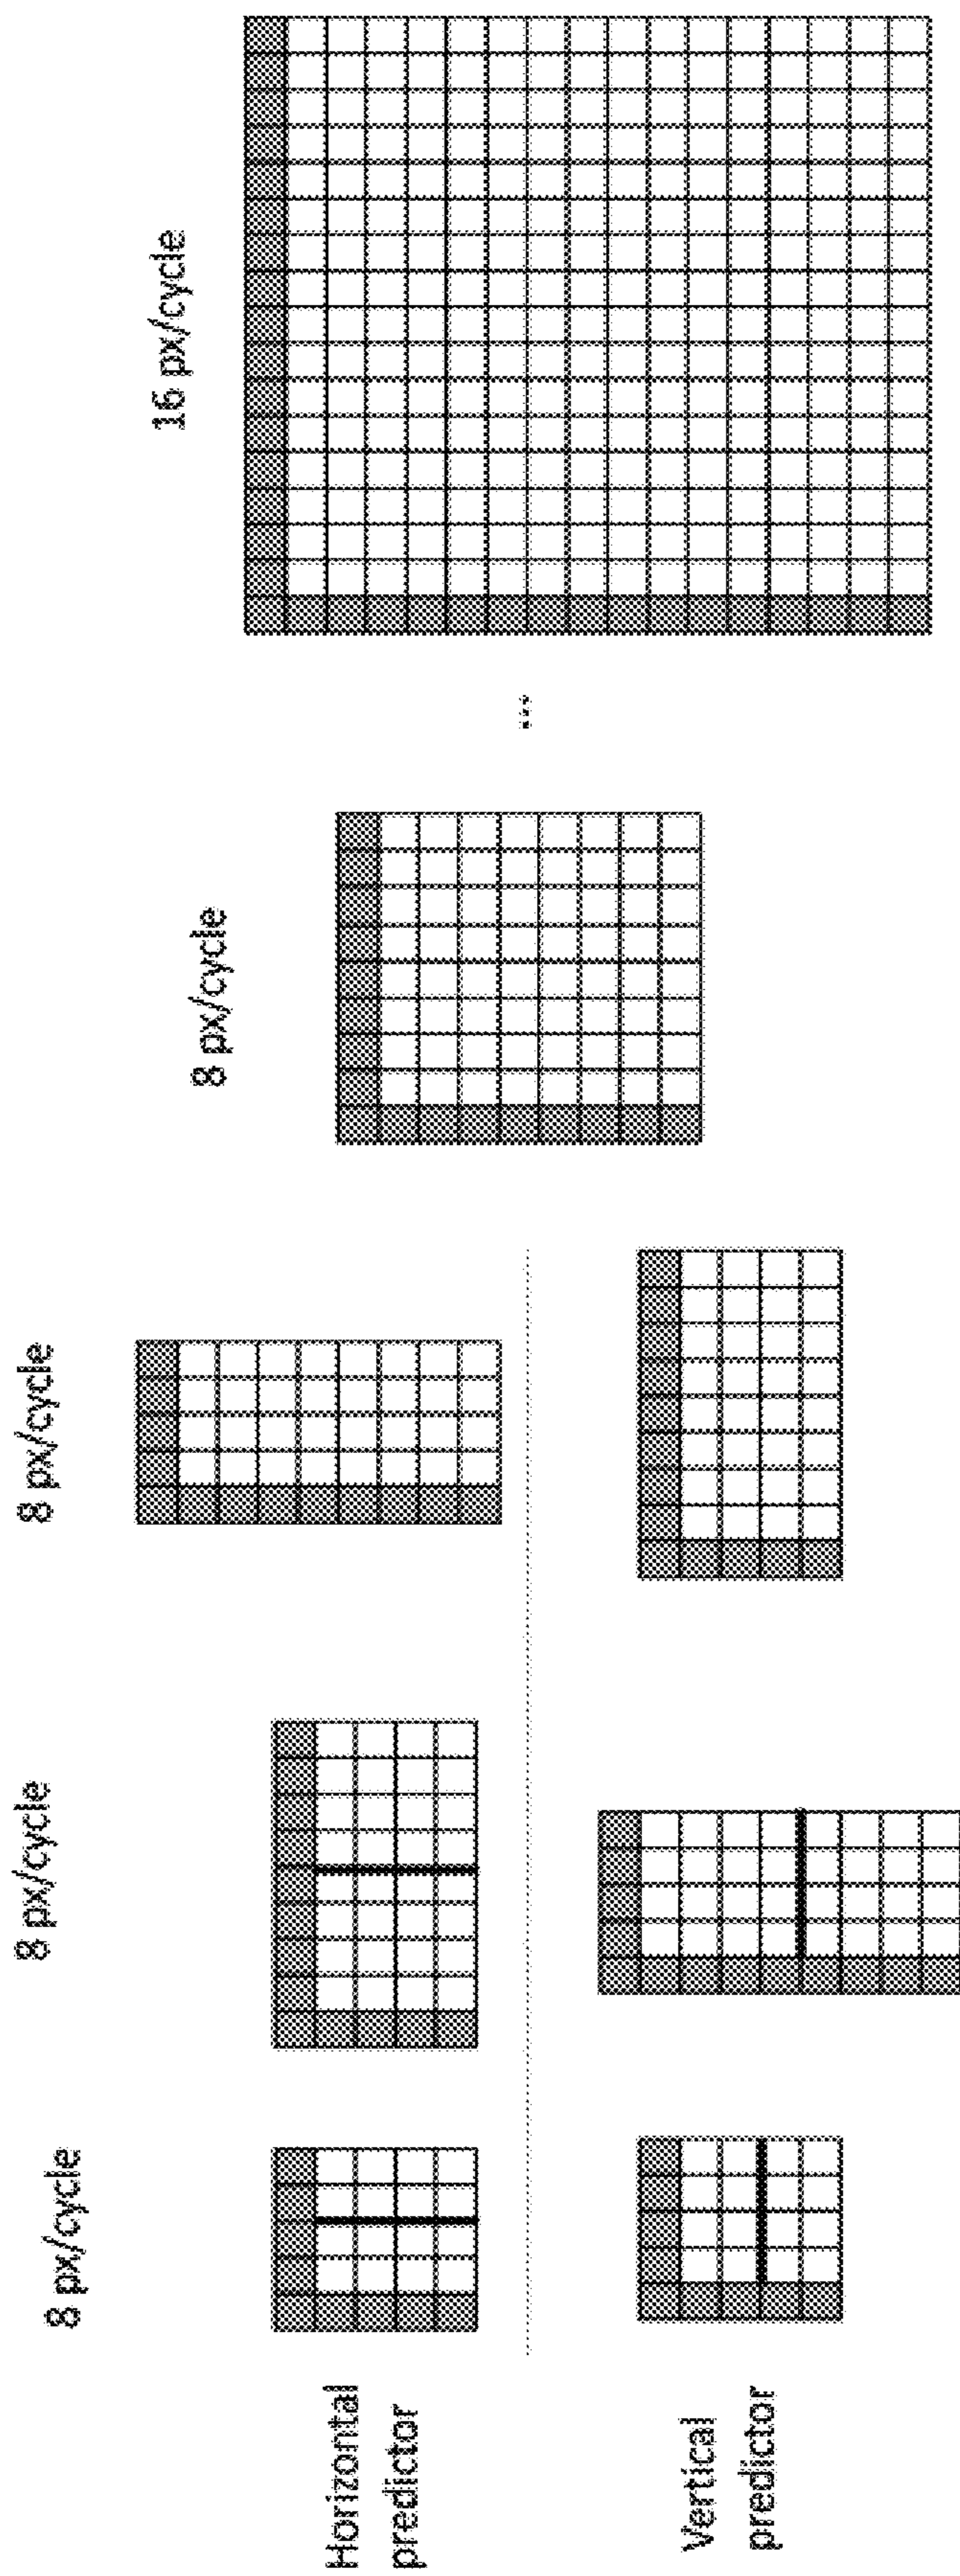 8 px/cycle
8 px/cycle
8 px/cycle
8 px/cycle
16 px/cycle
Horizontal
predictor
...
Vertical
predictor